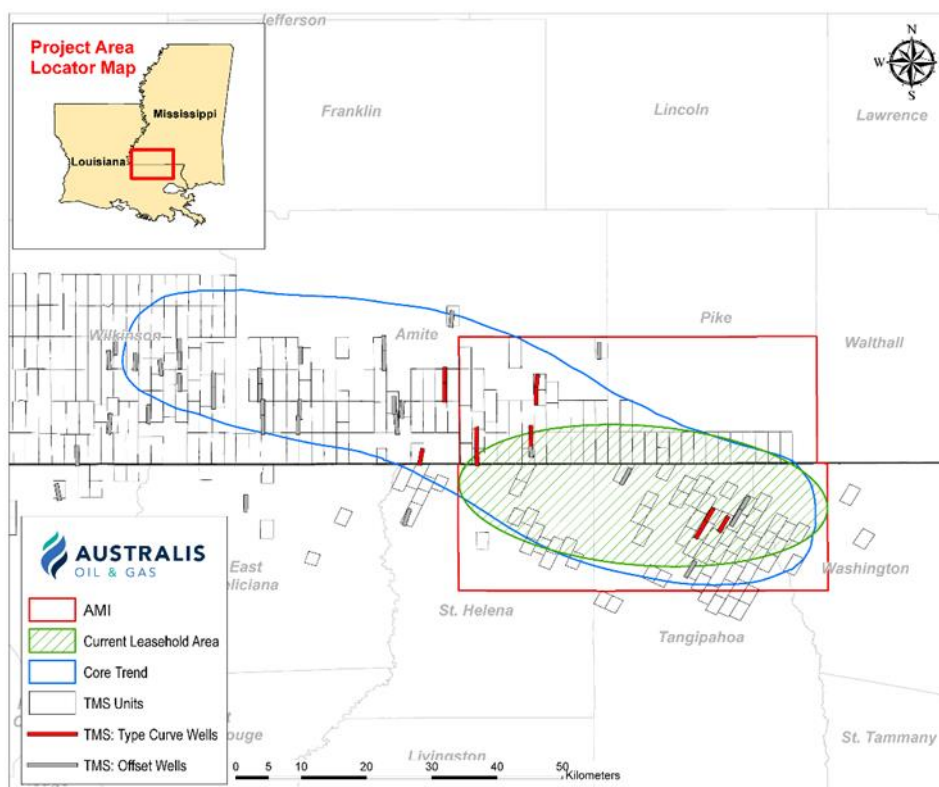 Jefferson
Project Area
Locator Map
Mississippi
Louisiana
N
W E
S
Franklin
Lincoln
Lawrence
Wilkinson
Amite
Pike
Walthall
AUSTRALIS
OIL & GAS
East
Feliciana
St. Helena
Washington
Tangipahoa
AMI
Current Leasehold Area
Core Trend
TMS Units
TMS: Type Curve Wells
TMS: Offset Wells
Livingston
St. Tammany
0 5 10 20 30 40 50
Kilometers